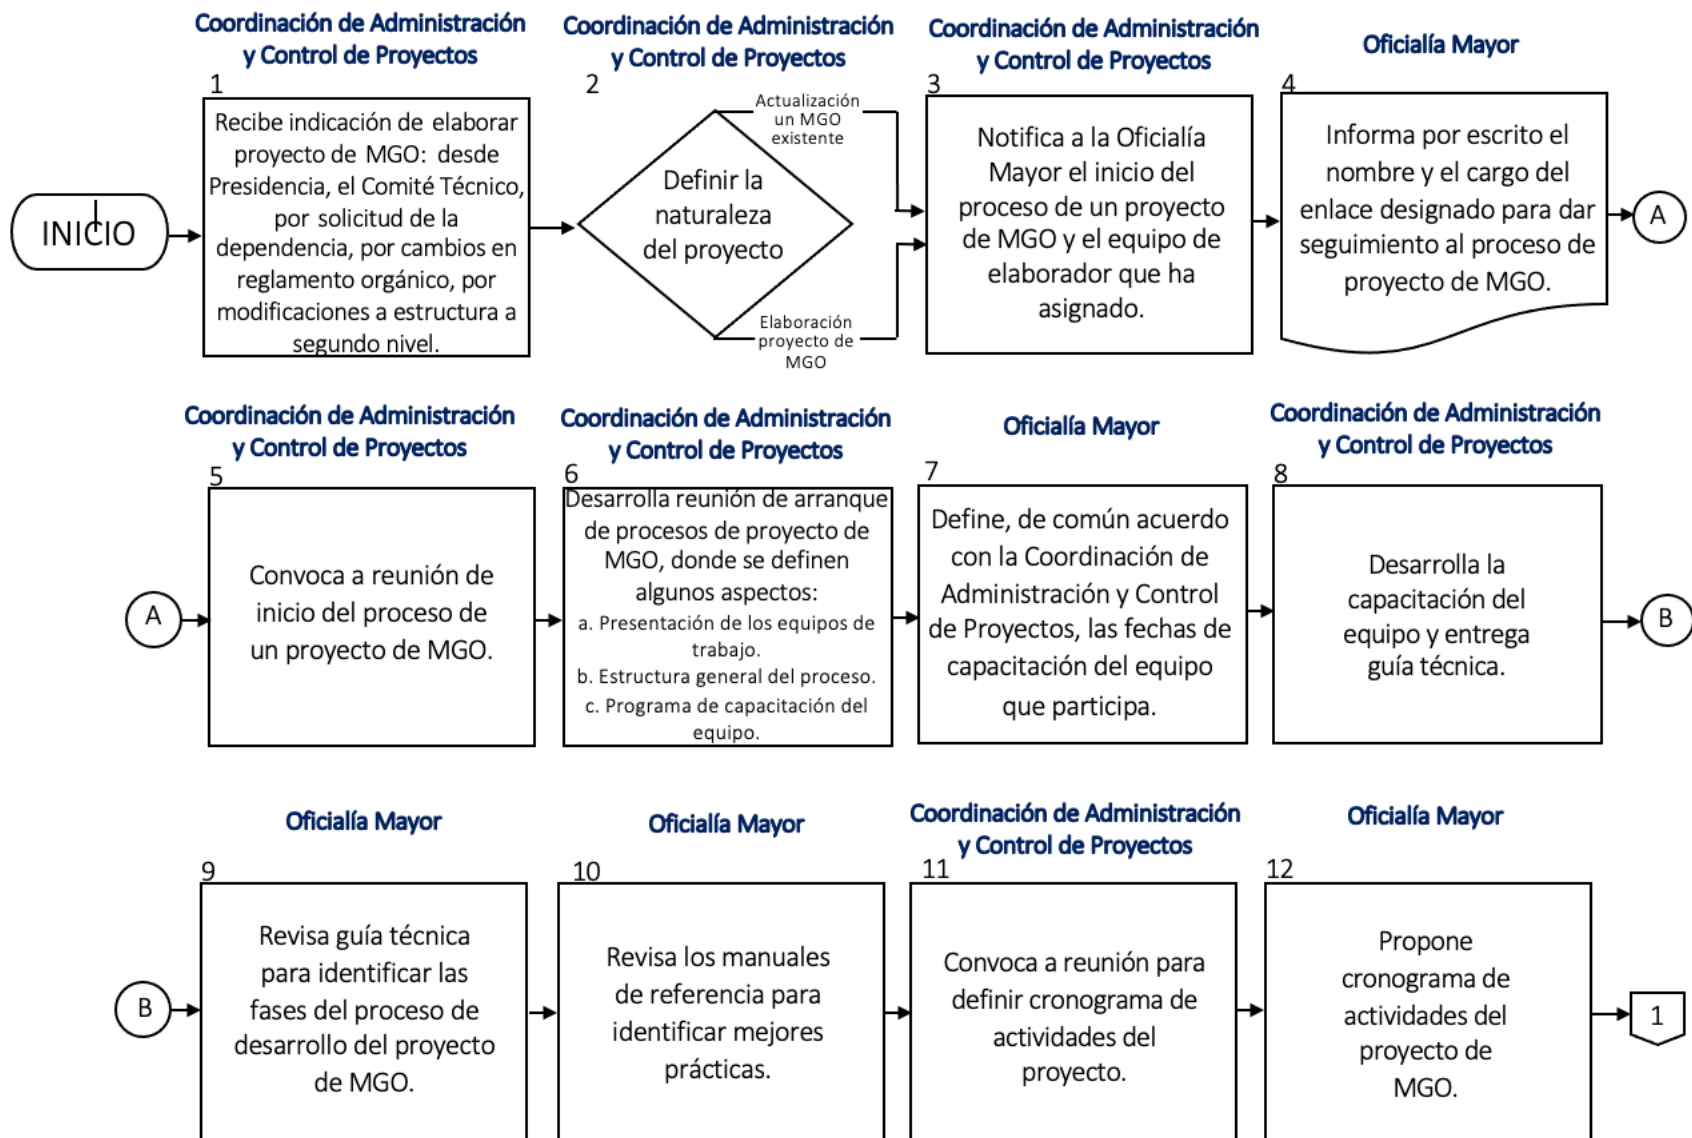 Coordinación de Administración
y Control de Proyectos
1
Recibe indicación de elaborar
proyecto de MGO: desde
Presidencia, el Comité Técnico,
por solicitud de la
dependencia, por cambios en
reglamento orgánico, por
modificaciones a estructura a
segundo nivel.
INICIO
Coordinación de Administración
y Control de Proyectos
2
Definir la
naturaleza
del proyecto
Actualización
un MGO
existente
Elaboración
proyecto de
MGO
Coordinación de Administración
y Control de Proyectos
3
Notifica a la Oficialía
Mayor el inicio del
proceso de un proyecto
de MGO y el equipo de
elaborador que ha
asignado.
Oficialía Mayor
4
Informa por escrito el
nombre y el cargo del
enlace designado para dar
seguimiento al proceso de
proyecto de MGO.
A
Coordinación de Administración
y Control de Proyectos
A
5
Convoca a reunión de
inicio del proceso de
un proyecto de MGO.
Coordinación de Administración
y Control de Proyectos
6
Desarrolla reunión de arranque
de procesos de proyecto de
MGO, donde se definen
algunos aspectos:
a. Presentación de los equipos de
trabajo.
b. Estructura general del proceso.
c. Programa de capacitación del
equipo.
Oficialía Mayor
7
Define, de común acuerdo
con la Coordinación de
Administración y Control
de Proyectos, las fechas de
capacitación del equipo
que participa.
Coordinación de Administración
y Control de Proyectos
8
Desarrolla la
capacitación del
equipo y entrega
guía técnica.
B
Oficialía Mayor
B
9
Revisa guía técnica
para identificar las
fases del proceso de
desarrollo del proyecto
de MGO.
Oficialía Mayor
10
Revisa los manuales
de referencia para
identificar mejores
prácticas.
Coordinación de Administración
y Control de Proyectos
11
Convoca a reunión para
definir cronograma de
actividades del
proyecto.
Oficialía Mayor
12
Propone
cronograma de
actividades del
proyecto de
MGO.
1